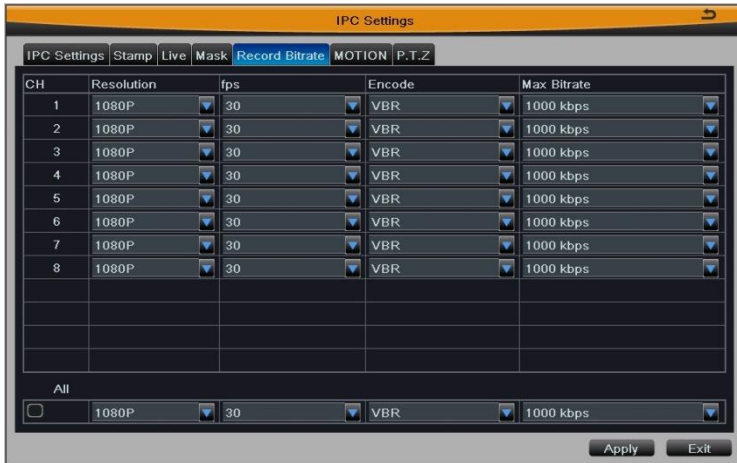 IPC Settings
IPC Settings Stamp Live Mask Record Bitrate MOTION P.T.Z
CH Resolution fps Encode Max Bitrate
1 1080P 30 VBR 1000 kbps
2 1080P 30 VBR 1000 kbps
3 1080P 30 VBR 1000 kbps
4 1080P 30 VBR 1000 kbps
5 1080P 30 VBR 1000 kbps
6 1080P 30 VBR 1000 kbps
7 1080P 30 VBR 1000 kbps
8 1080P 30 VBR 1000 kbps
All
1080P 30 VBR 1000 kbps
Apply Exit